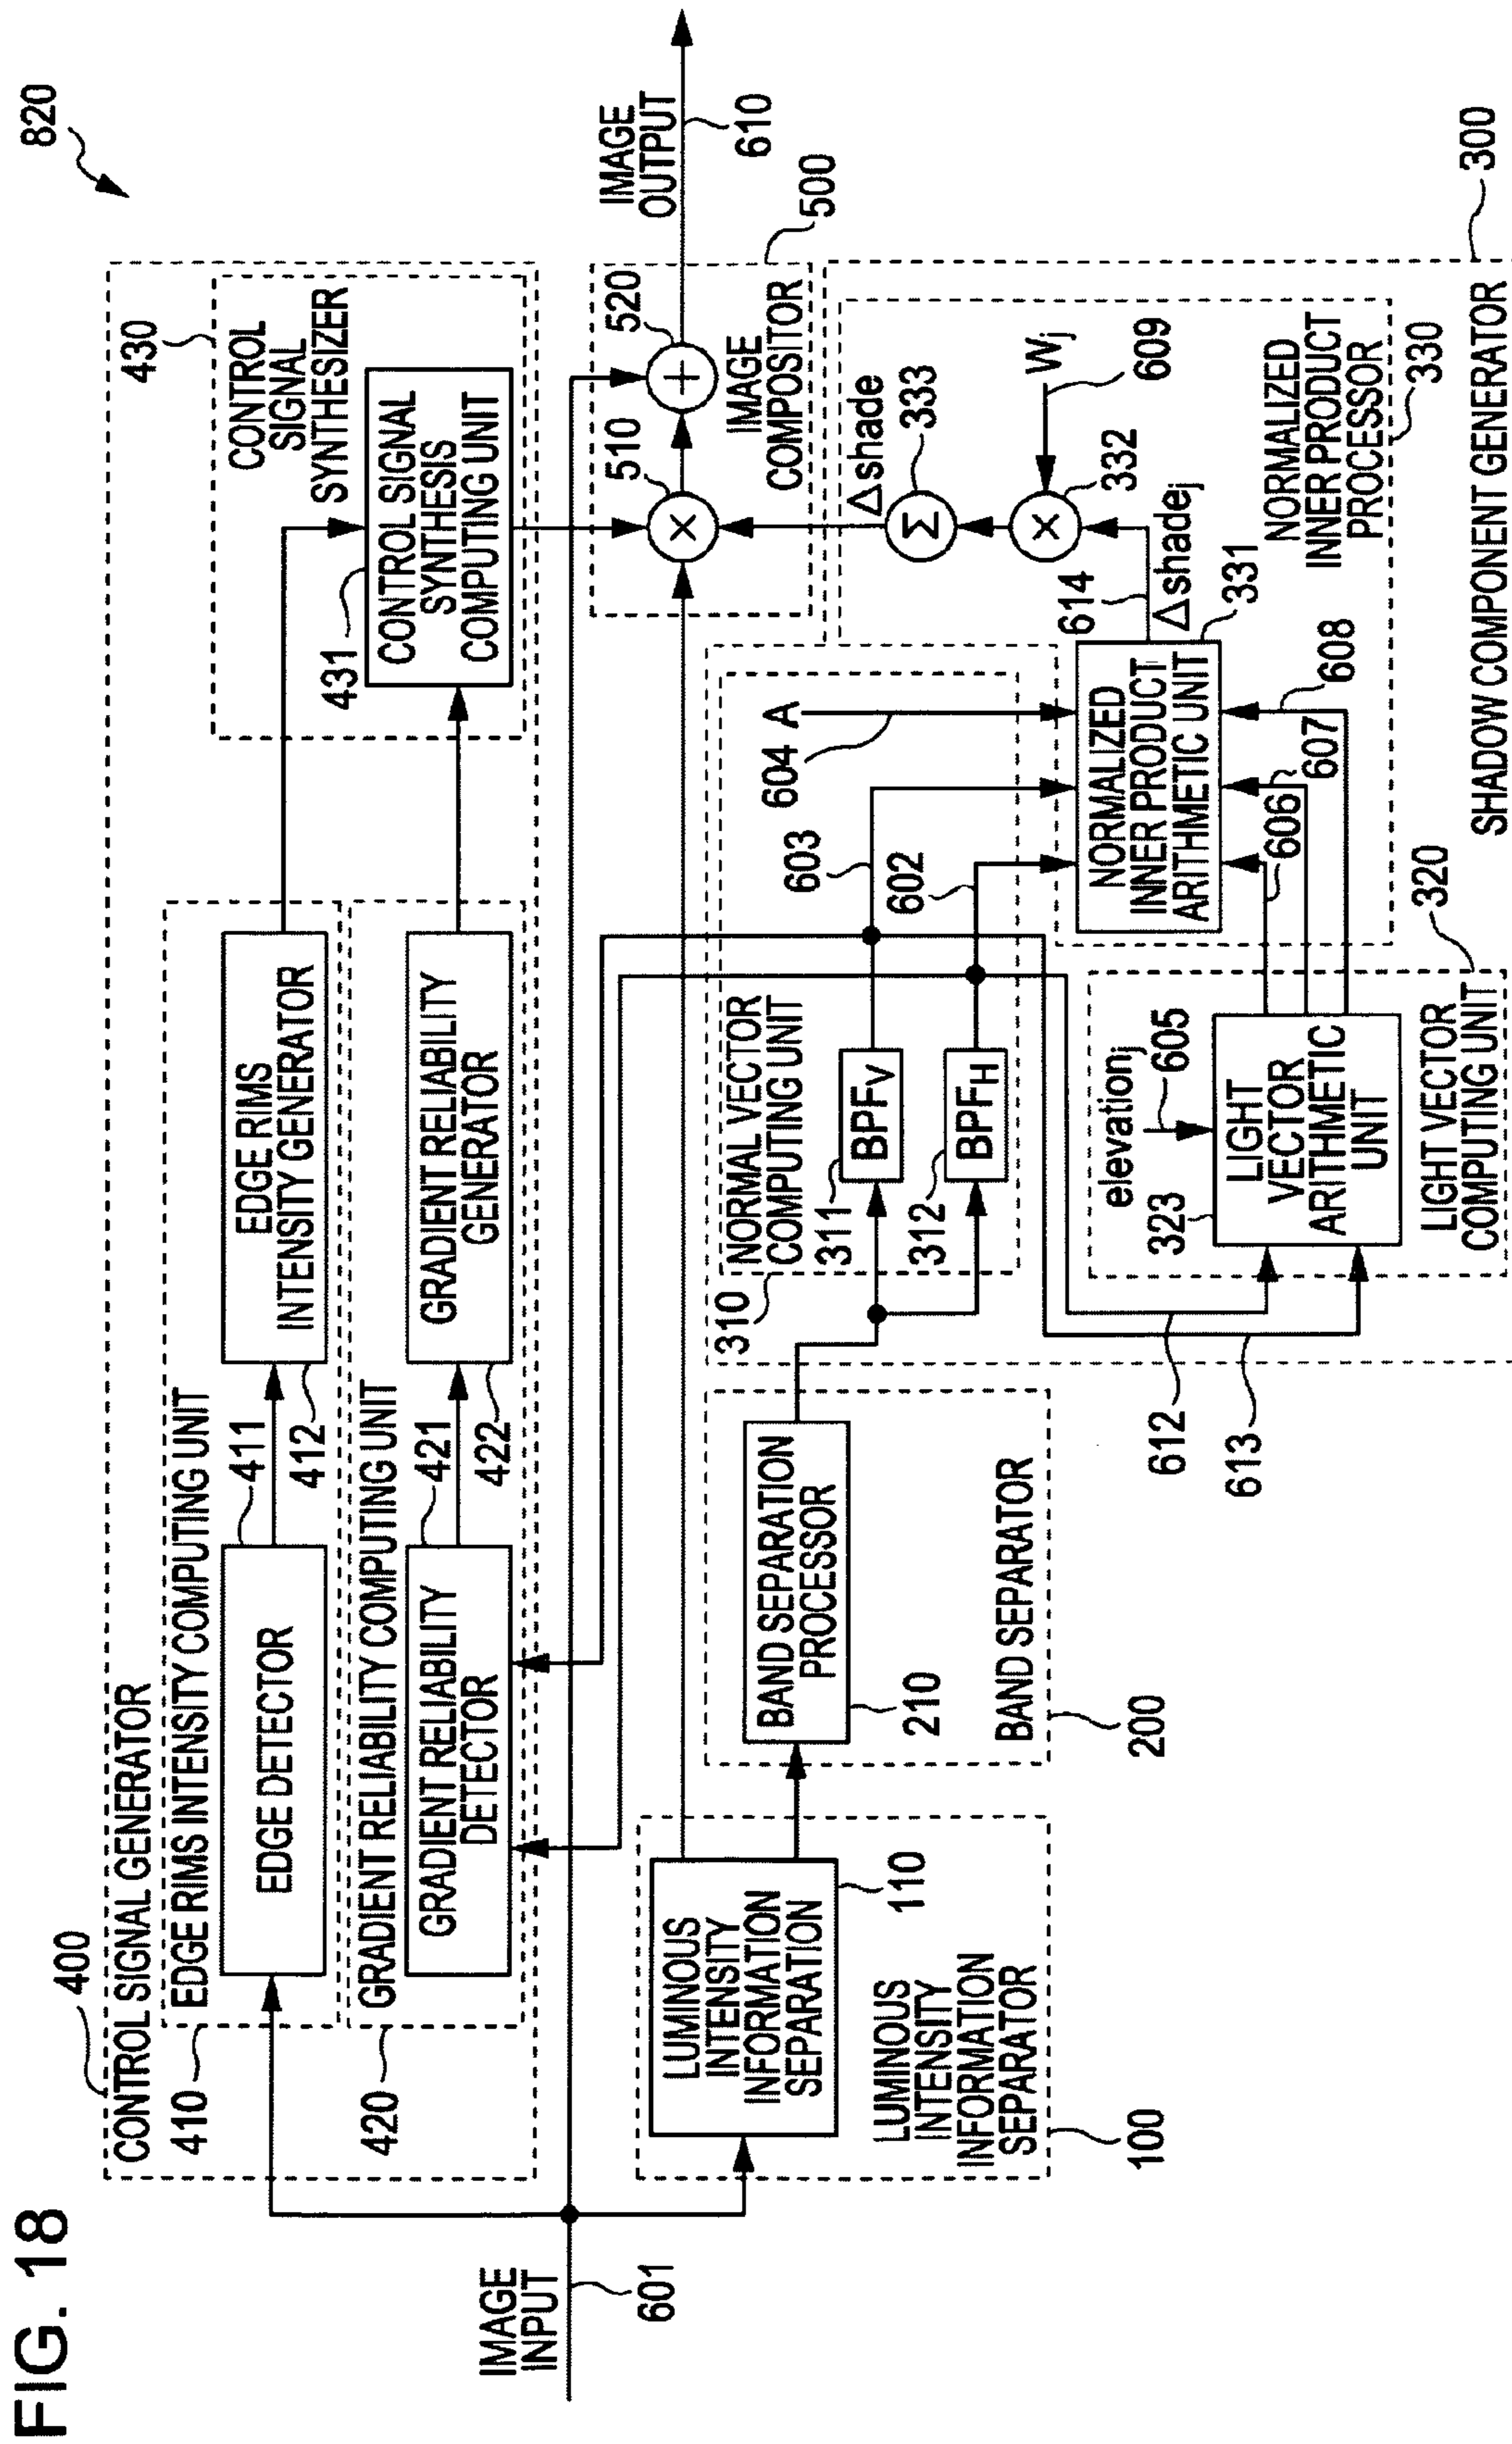 FIG. 18
820
400
CONTROL SIGNAL GENERATOR
410
EDGE RIMS INTENSITY COMPUTING UNIT
EDGE DETECTOR
411
EDGE RIMS
INTENSITY GENERATOR
412
420
GRADIENT RELIABILITY COMPUTING UNIT
GRADIENT RELIABILITY
DETECTOR
421
GRADIENT RELIABILITY
GENERATOR
422
430
CONTROL
SIGNAL
SYNTHESIZER
431
CONTROL SIGNAL
SYNTHESIS
COMPUTING UNIT
IMAGE
INPUT
601
510
520
IMAGE
COMPOSITOR
500
×
+
IMAGE
OUTPUT
610
LUMINOUS
INTENSITY
INFORMATION
SEPARATION
110
LUMINOUS
INTENSITY
INFORMATION
SEPARATOR
100
BAND SEPARATION
PROCESSOR
210
BAND SEPARATOR
200
310
NORMAL VECTOR
COMPUTING UNIT
311
BPFV
312
BPFH
603
602
604
A
612
613
elevationj
605
323
LIGHT
VECTOR
ARITHMETIC
UNIT
LIGHT VECTOR
COMPUTING UNIT
320
606
607
608
NORMALIZED
INNER PRODUCT
ARITHMETIC UNIT
331
614
Δshadej
×
332
Wj
609
Σ
333
Δshade
NORMALIZED
INNER PRODUCT
PROCESSOR
330
SHADOW COMPONENT GENERATOR
300